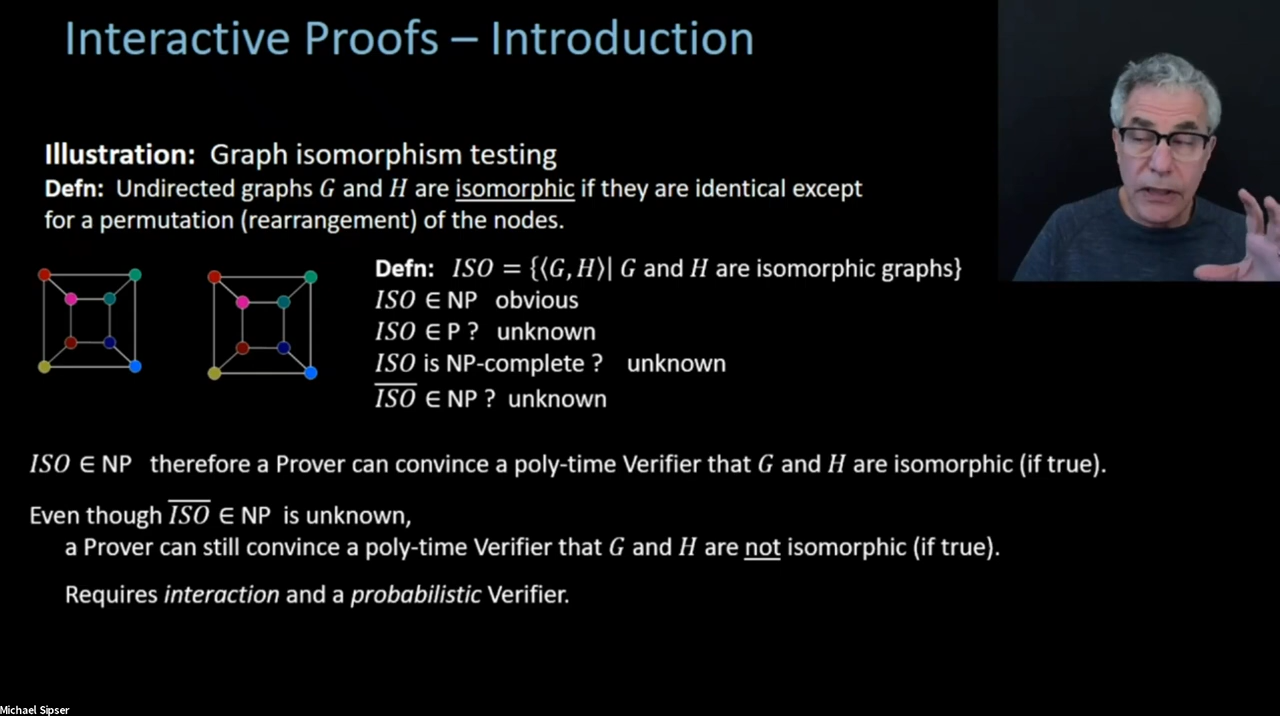 Interactive Proofs – Introduction
Illustration: Graph isomorphism testing
Defn: Undirected graphs G and H are isomorphic if they are identical except
for a permutation (rearrangement) of the nodes.
Defn: ISO = {⟨G, H⟩| G and H are isomorphic graphs}
ISO ∈ NP obvious
ISO ∈ P ? unknown
ISO is NP-complete ? unknown
I̅S̅O̅ ∈ NP ? unknown
ISO ∈ NP therefore a Prover can convince a poly-time Verifier that G and H are isomorphic (if true).
Even though I̅S̅O̅ ∈ NP is unknown,
a Prover can still convince a poly-time Verifier that G and H are not isomorphic (if true).
Requires interaction and a probabilistic Verifier.
Michael Sipser